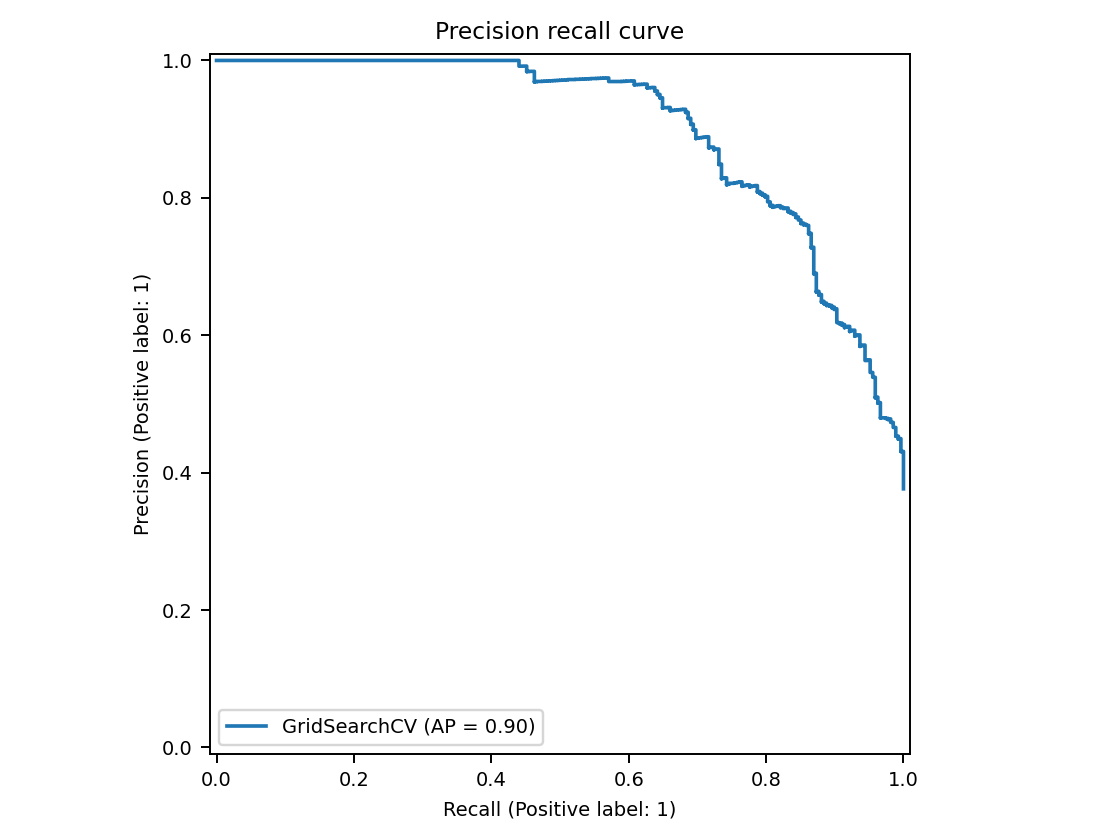 Precision recall curve
1.0
0.8
0.6
0.4
0.2
0.0
Precision (Positive label: 1)
GridSearchCV (AP = 0.90)
0.0 0.2 0.4 0.6 0.8 1.0
Recall (Positive label: 1)